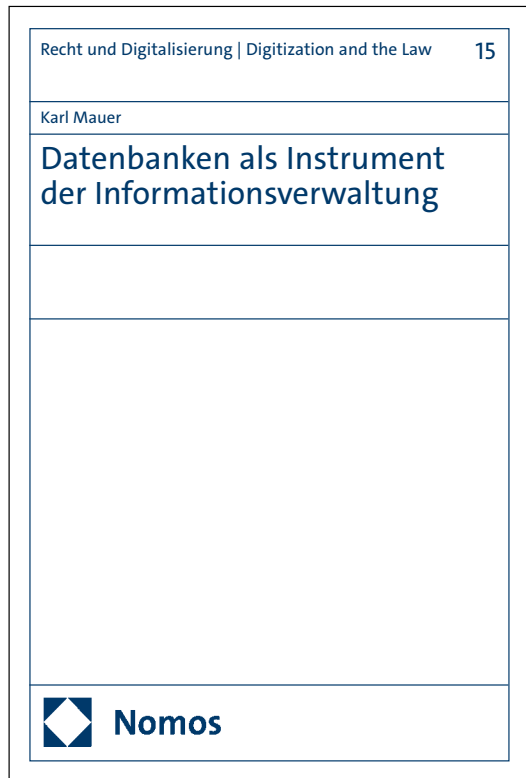 Recht und Digitalisierung | Digitization and the Law 15
Karl Mauer
Datenbanken als Instrument
der Informationsverwaltung
Nomos